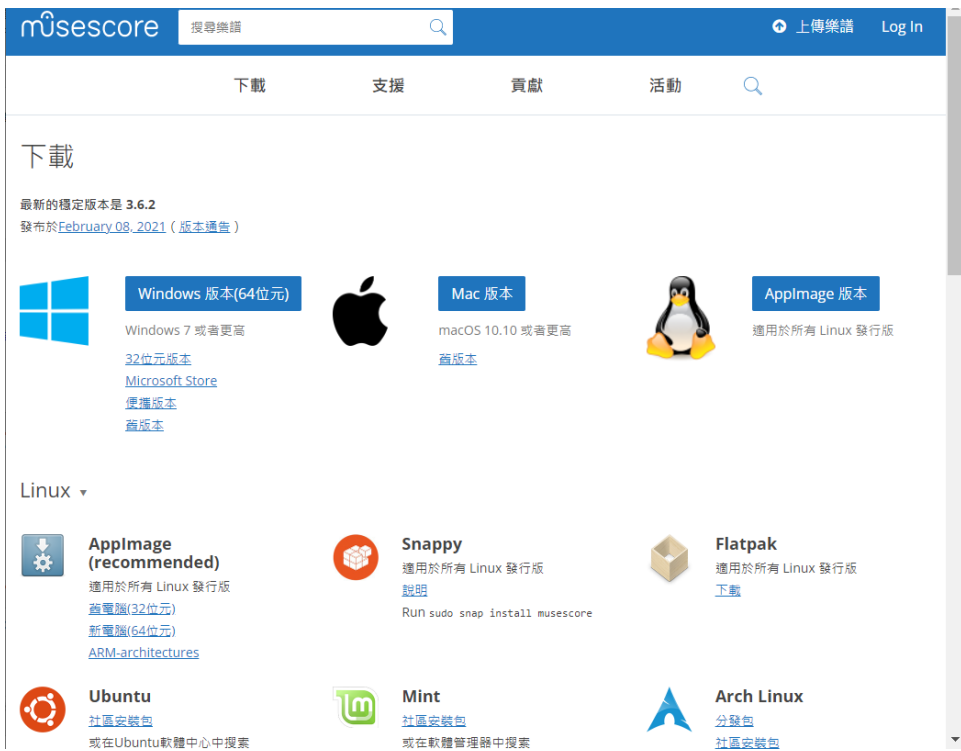 musescore
搜尋樂譜
上傳樂譜
Log In
下載
支援
貢獻
活動
下載
最新的穩定版本是 3.6.2
發布於February 08, 2021 ( 版本通告 )
Windows 版本(64位元)
Windows 7 或者更高
32位元版本
Microsoft Store
便攜版本
舊版本
Mac 版本
macOS 10.10 或者更高
舊版本
AppImage 版本
適用於所有 Linux 發行版
Linux ▾
AppImage
(recommended)
適用於所有 Linux 發行版
舊電腦(32位元)
新電腦(64位元)
ARM-architectures
Snappy
適用於所有 Linux 發行版
說明
Run sudo snap install musescore
Flatpak
適用於所有 Linux 發行版
下載
Ubuntu
社區安裝包
或在Ubuntu軟體中心中搜素
Mint
社區安裝包
或在軟體管理器中搜索
Arch Linux
分發包
社區安裝包